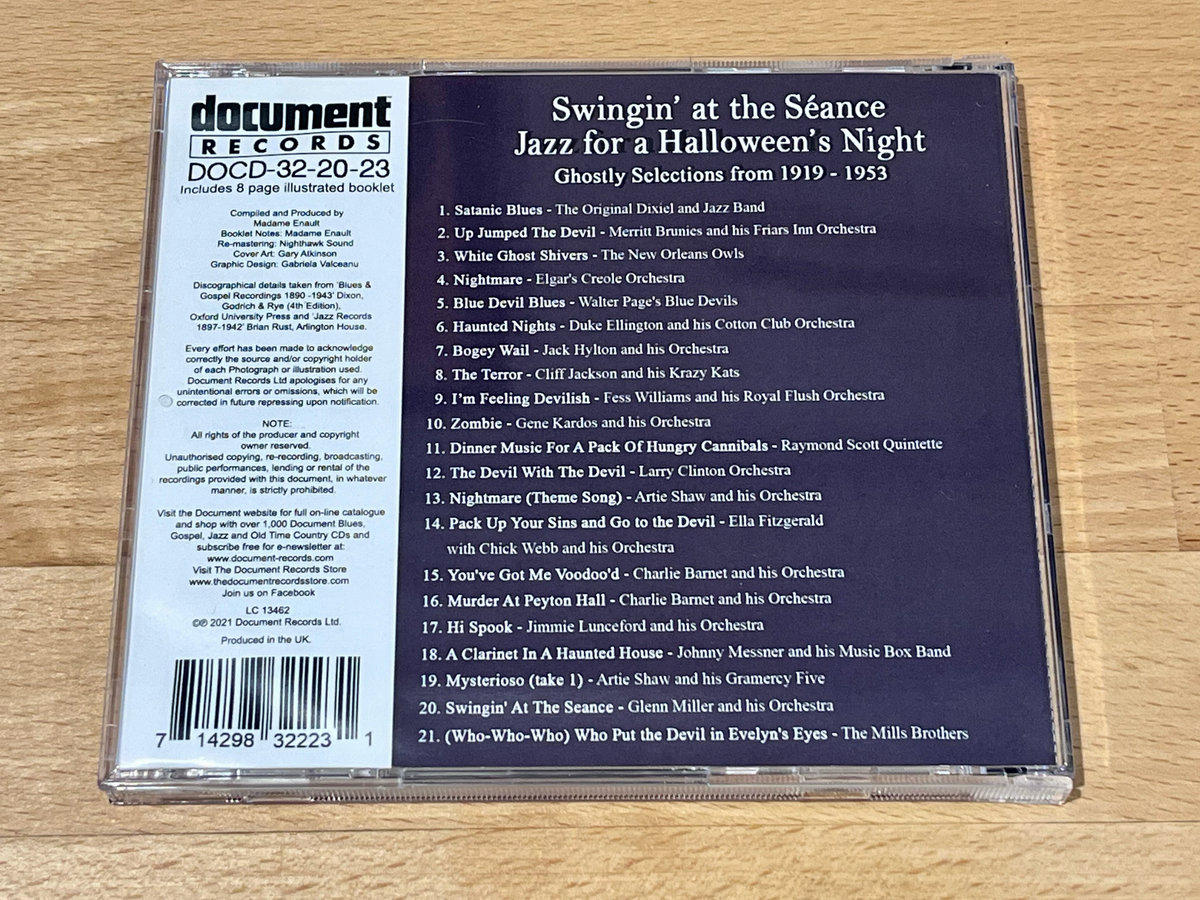 document
RECORDS
DOCD-32-20-23
Includes 8 page illustrated booklet
Compiled and Produced by
Madame Enault
Booklet Notes: Madame Enault
Re-mastering: Nighthawk Sound
Cover Art: Gary Atkinson
Graphic Design: Gabriela Valceanu
Discographical details taken from 'Blues &
Gospel Recordings 1890 -1943' Dixon,
Godrich & Rye (4th Edition),
Oxford University Press and 'Jazz Records
1897-1942' Brian Rust, Arlington House.
Every effort has been made to acknowledge
correctly the source and/or copyright holder
of each Photograph or illustration used.
Document Records Ltd apologises for any
unintentional errors or omissions, which will be
corrected in future repressing upon notification.
NOTE:
All rights of the producer and copyright
owner reserved.
Unauthorised copying, re-recording, broadcasting,
public performances, lending or rental of the
recordings provided with this document, in whatever
manner, is strictly prohibited.
Visit the Document website for full on-line catalogue
and shop with over 1,000 Document Blues,
Gospel, Jazz and Old Time Country CDs and
subscribe free for e-newsletter at:
www.document-records.com
Visit The Document Records Store
www.thedocumentrecordsstore.com
Join us on Facebook
LC 13462
©℗ 2021 Document Records Ltd.
Produced in the UK.
7 14298 32223 1
Swingin' at the Séance
Jazz for a Halloween's Night
Ghostly Selections from 1919 - 1953
1. Satanic Blues - The Original Dixiel and Jazz Band
2. Up Jumped The Devil - Merritt Brunies and his Friars Inn Orchestra
3. White Ghost Shivers - The New Orleans Owls
4. Nightmare - Elgar's Creole Orchestra
5. Blue Devil Blues - Walter Page's Blue Devils
6. Haunted Nights - Duke Ellington and his Cotton Club Orchestra
7. Bogey Wail - Jack Hylton and his Orchestra
8. The Terror - Cliff Jackson and his Krazy Kats
9. I'm Feeling Devilish - Fess Williams and his Royal Flush Orchestra
10. Zombie - Gene Kardos and his Orchestra
11. Dinner Music For A Pack Of Hungry Cannibals - Raymond Scott Quintette
12. The Devil With The Devil - Larry Clinton Orchestra
13. Nightmare (Theme Song) - Artie Shaw and his Orchestra
14. Pack Up Your Sins and Go to the Devil - Ella Fitzgerald
with Chick Webb and his Orchestra
15. You've Got Me Voodoo'd - Charlie Barnet and his Orchestra
16. Murder At Peyton Hall - Charlie Barnet and his Orchestra
17. Hi Spook - Jimmie Lunceford and his Orchestra
18. A Clarinet In A Haunted House - Johnny Messner and his Music Box Band
19. Mysterioso (take 1) - Artie Shaw and his Gramercy Five
20. Swingin' At The Seance - Glenn Miller and his Orchestra
21. (Who-Who-Who) Who Put the Devil in Evelyn's Eyes - The Mills Brothers